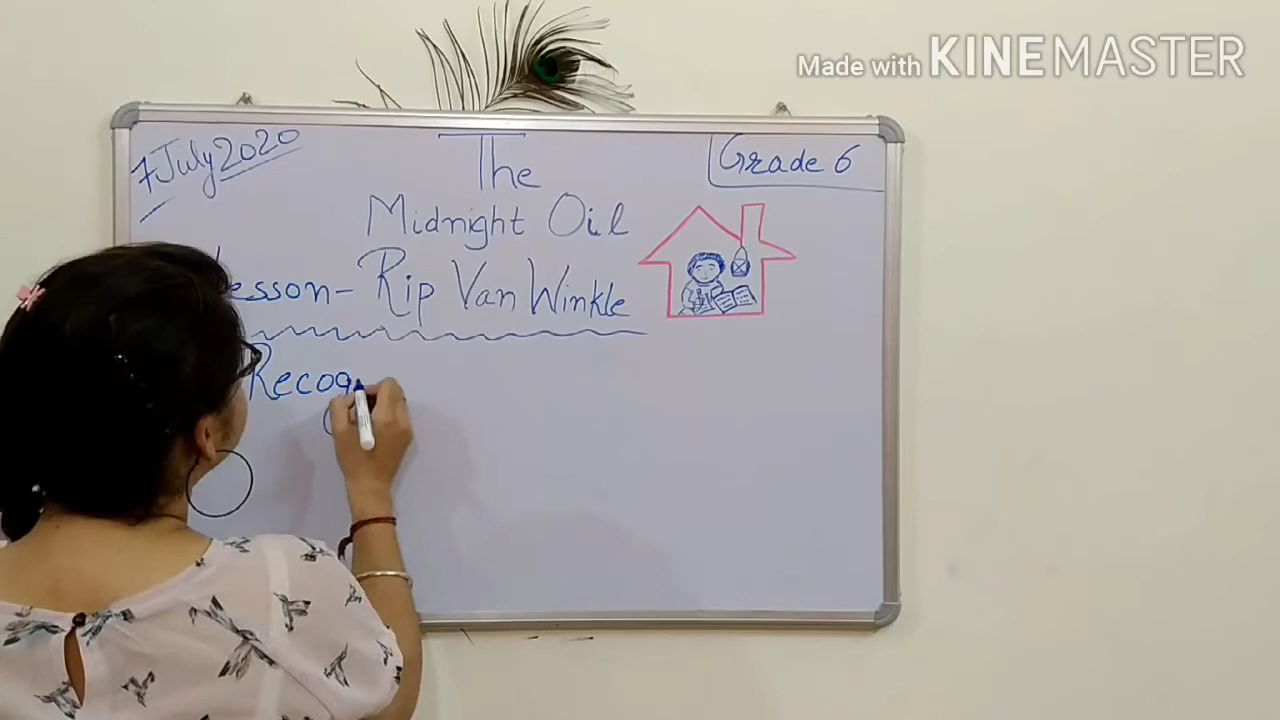 Made with KINEMASTER
7 July 2020
The
Grade 6
Midnight Oil
Lesson- Rip Van Winkle
Recog